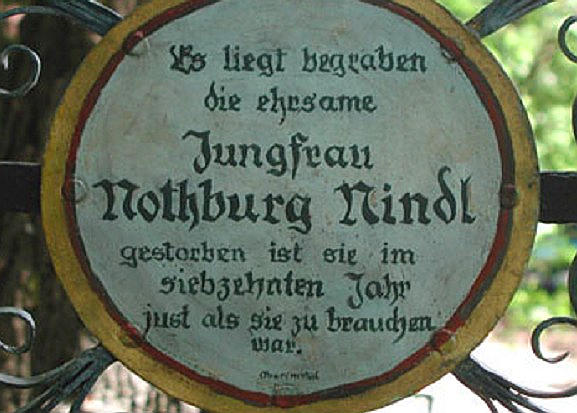 Es liegt begraben
die ehrsame
Jungfrau
Nothburg Nindl
gestorben ist sie im
siebzehnten Jahr
just als sie zu brauchen
war.